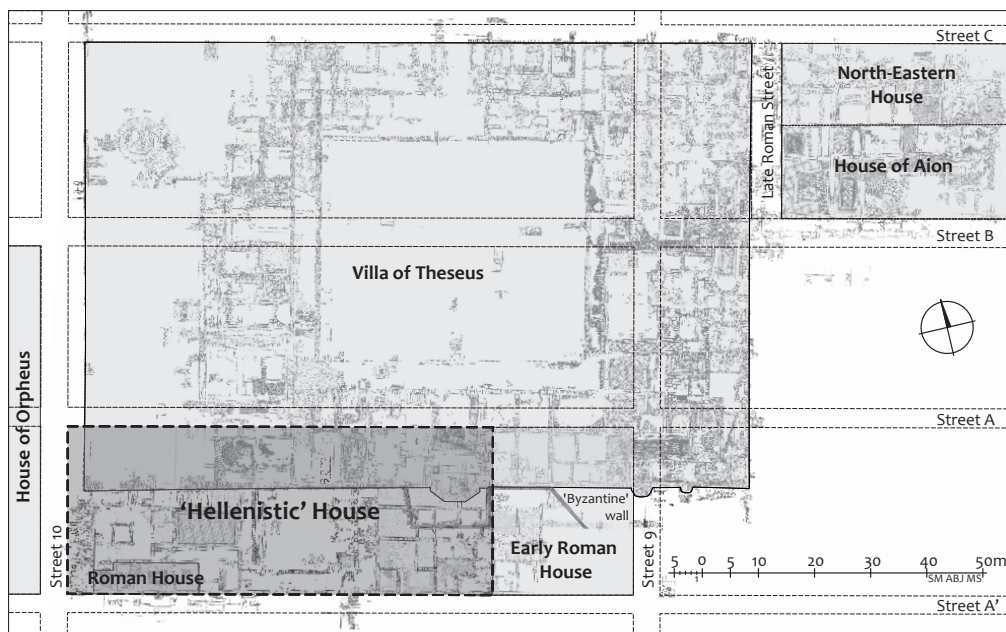 Street C
North-Eastern
House
Late Roman Street
House of Aion
Street B
Villa of Theseus
House of Orpheus
Street A
'Hellenistic' House
'Byzantine'
wall
Early Roman
House
Street 10
Roman House
Street 9
5 1 0 5 10 20 30 40 50m
SM ABJ MS
Street A'